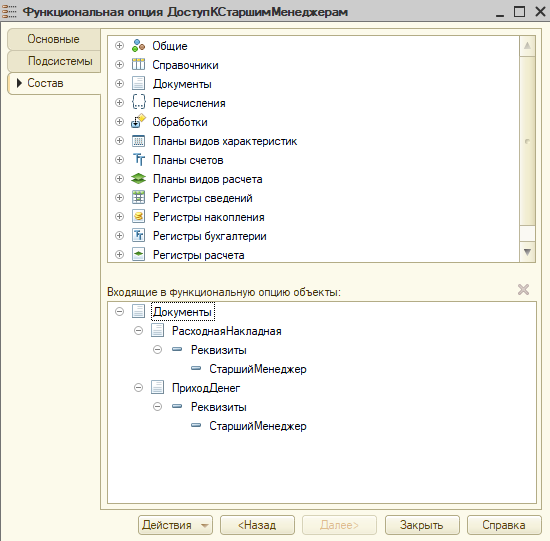 Функциональная опция ДоступКСтаршимМенеджерам
Основные
Подсистемы
Состав
Общие
Справочники
Документы
Перечисления
Обработки
Планы видов характеристик
Планы счетов
Планы видов расчета
Регистры сведений
Регистры накопления
Регистры бухгалтерии
Регистры расчета
Входящие в функциональную опцию объекты:
Документы
РасходнаяНакладная
Реквизиты
СтаршийМенеджер
ПриходДенег
Реквизиты
СтаршийМенеджер
Действия <Назад Далее> Закрыть Справка